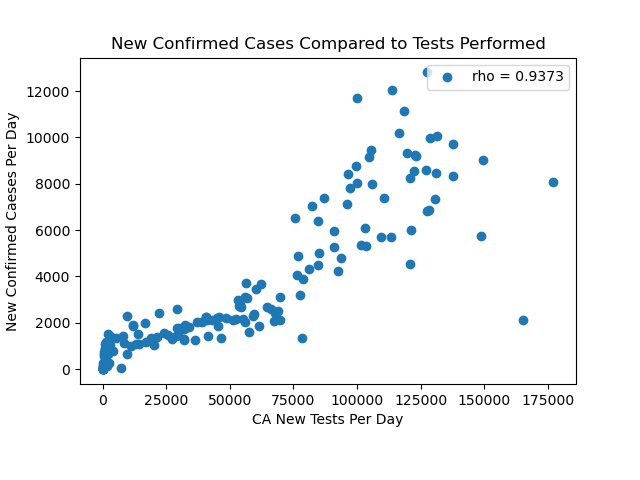 New Confirmed Cases Compared to Tests Performed
rho = 0.9373
New Confirmed Caeses Per Day
12000
10000
8000
6000
4000
2000
0
0 25000 50000 75000 100000 125000 150000 175000
CA New Tests Per Day